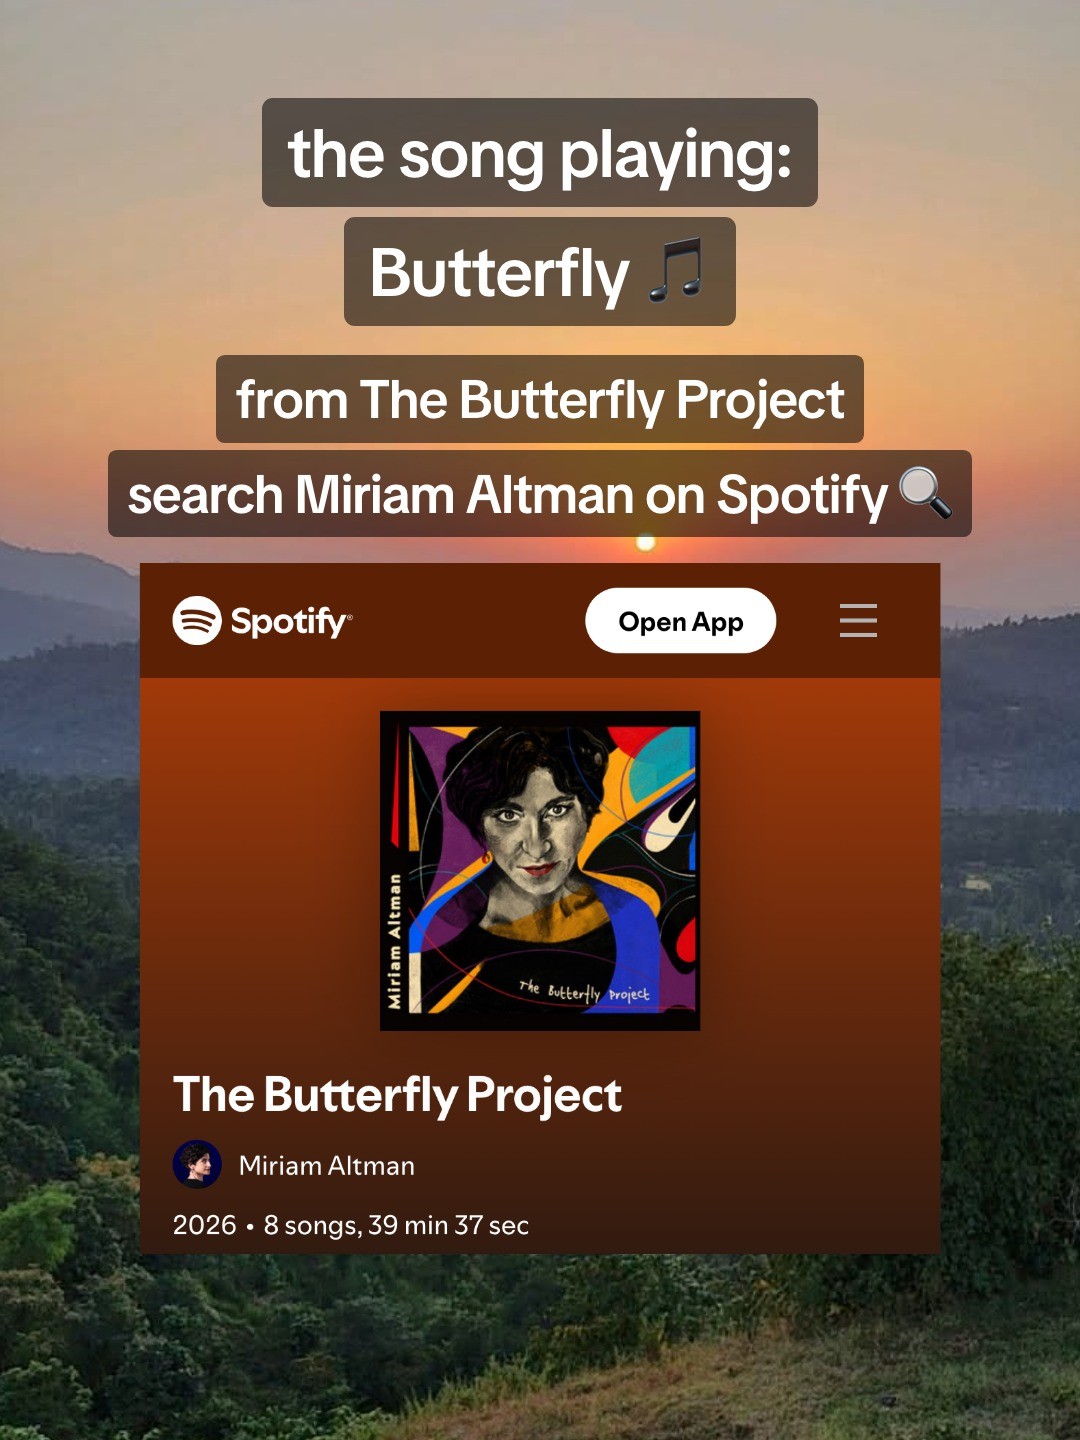 the song playing:
Butterfly 🎵
from The Butterfly Project
search Miriam Altman on Spotify 🔍
Spotify®
Open App
Miriam Altman
The Butterfly Project
The Butterfly Project
Miriam Altman
2026 • 8 songs, 39 min 37 sec